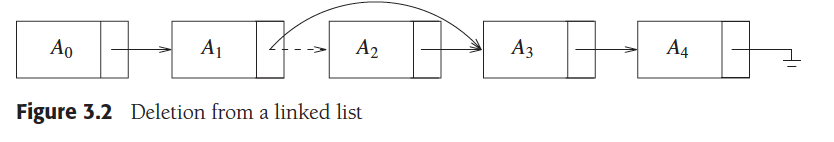 A0 A1 A2 A3 A4
Figure 3.2 Deletion from a linked list